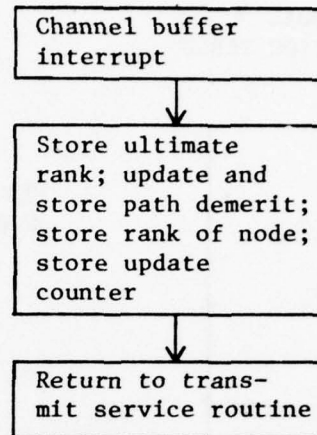 Channel buffer
interrupt
Store ultimate
rank; update and
store path demerit;
store rank of node;
store update
counter
Return to trans-
mit service routine